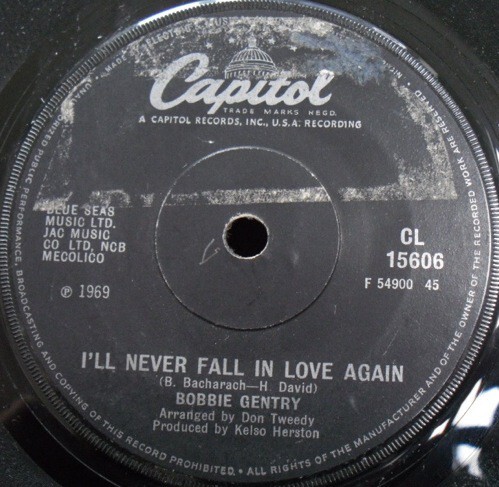 Capitol
TRADE MARKS REGD.
A CAPITOL RECORDS, INC., U.S.A. RECORDING
BLUE SEAS
MUSIC LTD.
JAC MUSIC
CO LTD, NCB
MECOLICO
℗ 1969
CL
15606
F 54900 45
I'LL NEVER FALL IN LOVE AGAIN
(B. Bacharach—H. David)
BOBBIE GENTRY
Arranged by Don Tweedy
Produced by Kelso Herston
ALL RIGHTS OF THE MANUFACTURER AND OF THE OWNER OF THE RECORDED WORK ARE RESERVED
PUBLIC PERFORMANCE, BROADCASTING AND COPYING OF THIS RECORD PROHIBITED.